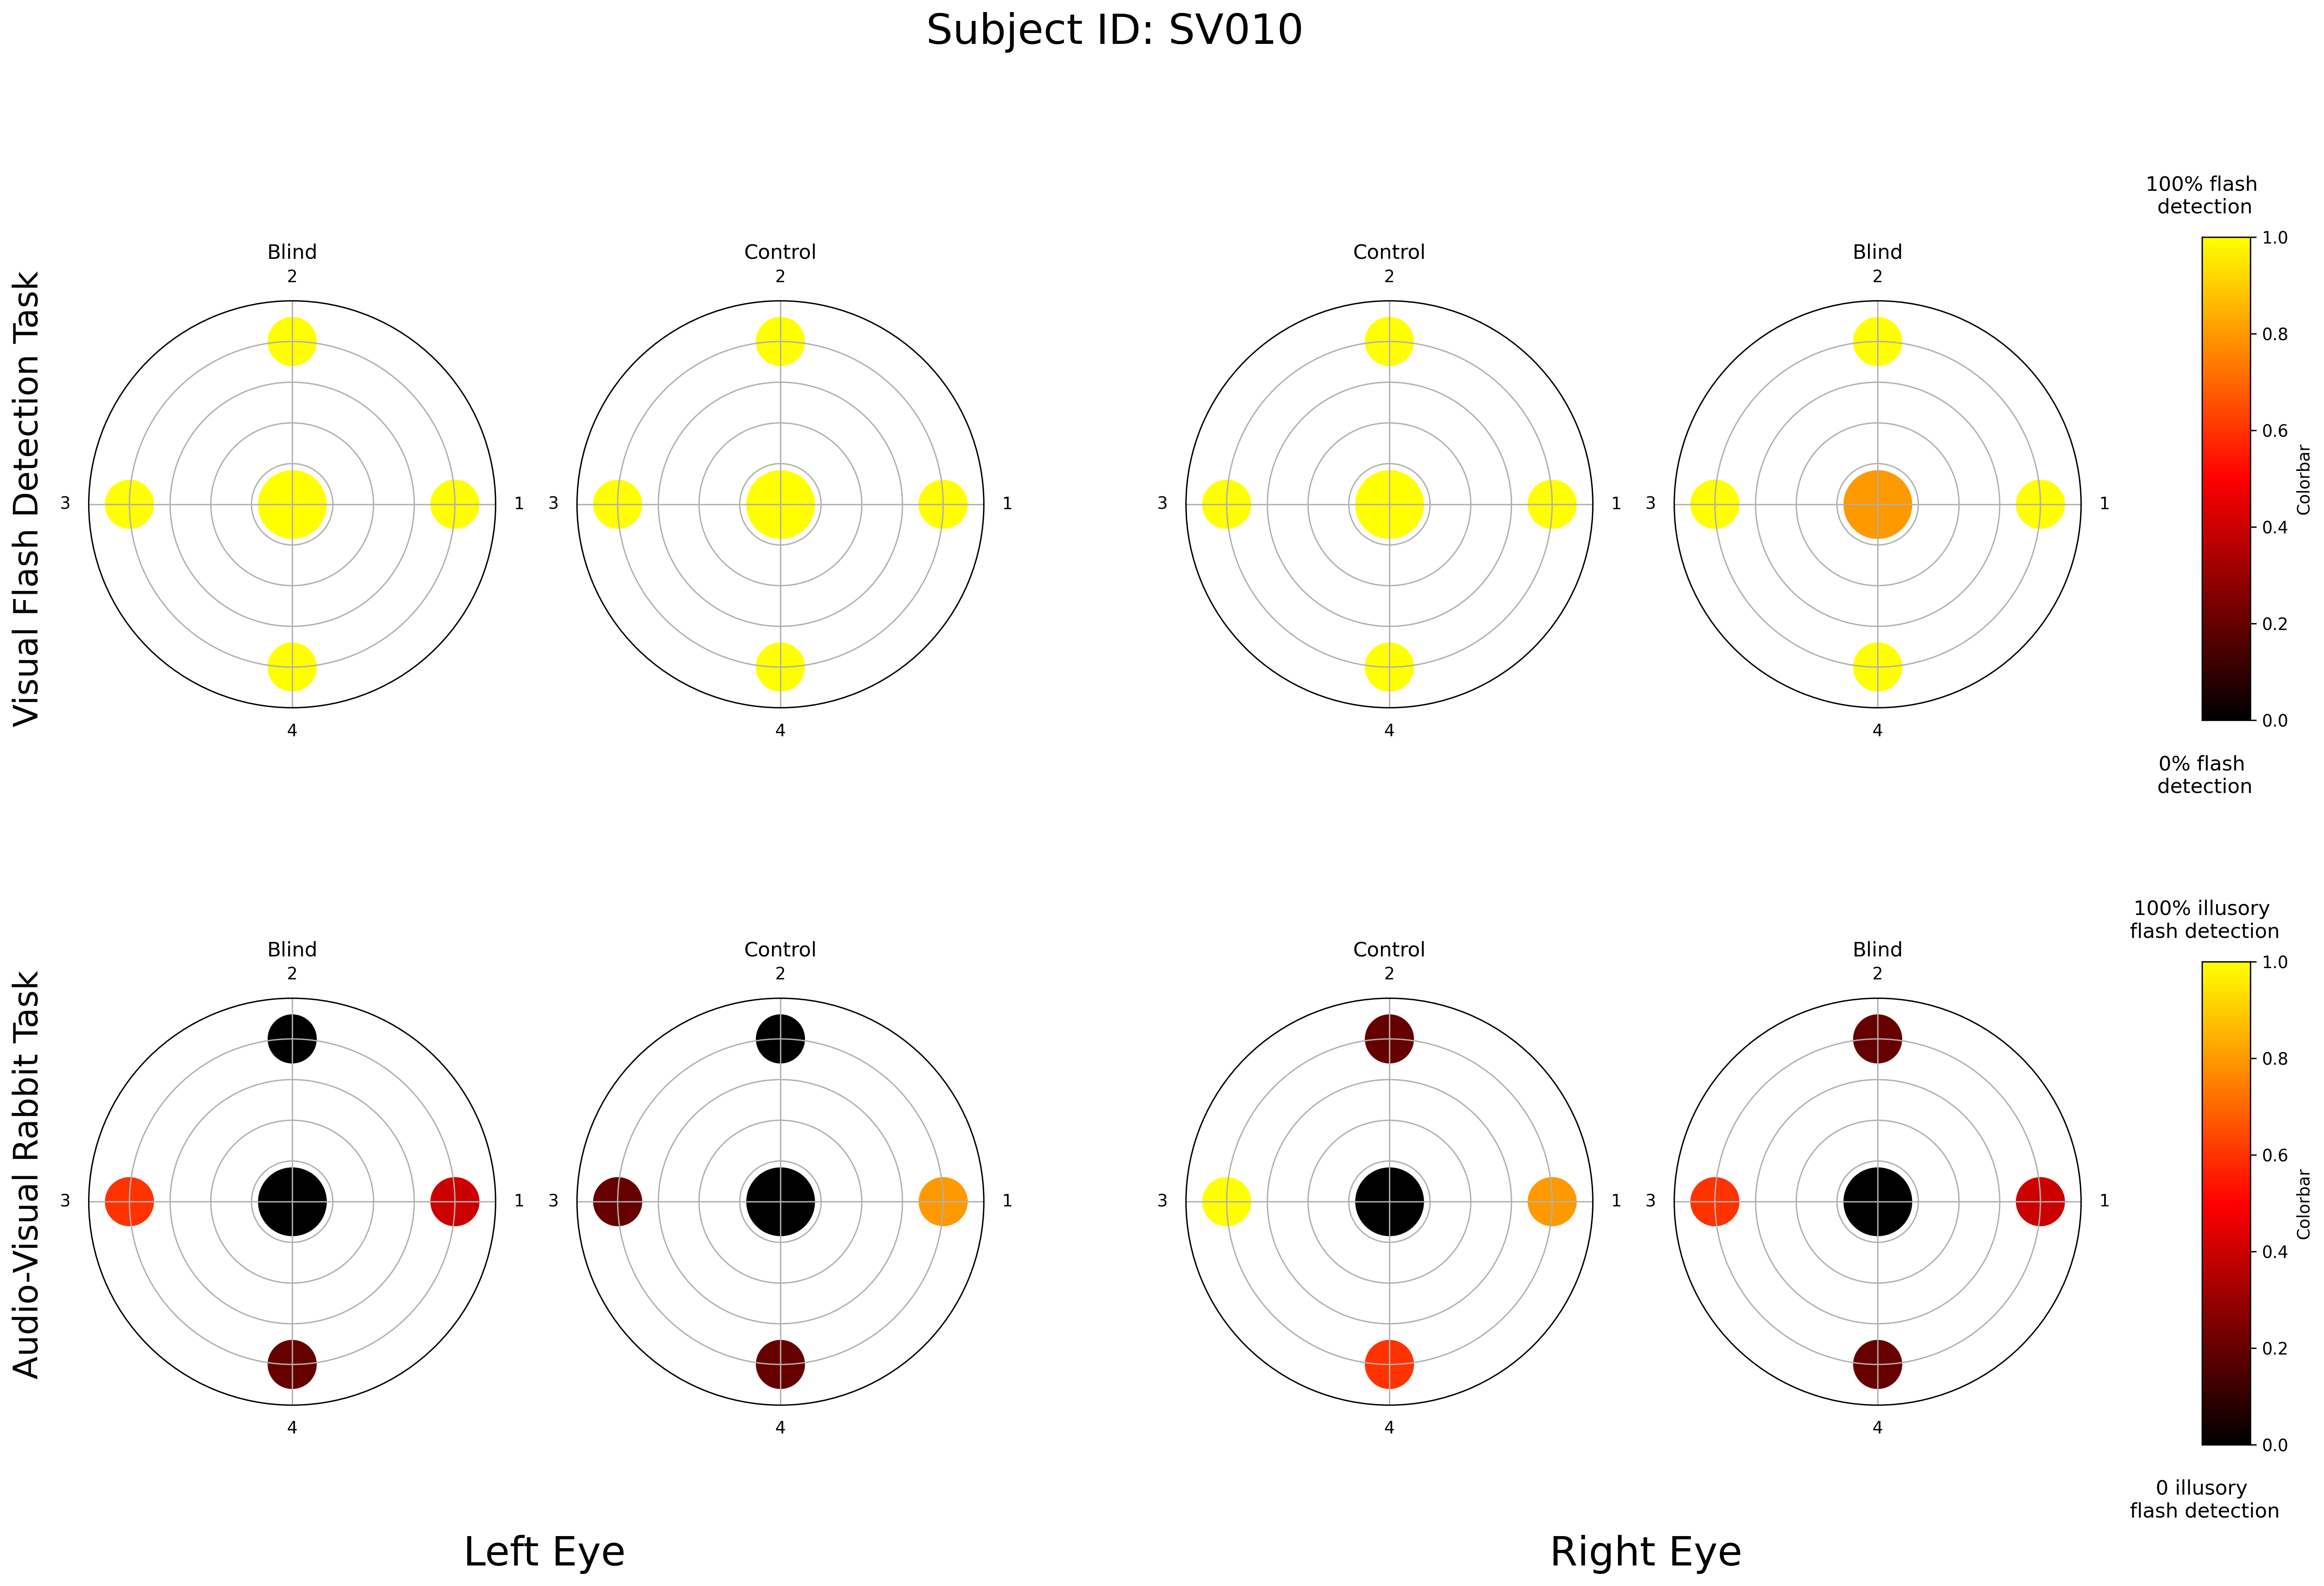 Subject ID: SV010
Visual Flash Detection Task
Blind
2
3
1
4
Control
2
3
1
4
Control
2
3
1
4
Blind
2
3
1
4
100% flash
detection
1.0
0.8
0.6
0.4
0.2
0.0
Colorbar
0% flash
detection
Audio-Visual Rabbit Task
Blind
2
3
1
4
Control
2
3
1
4
Control
2
3
1
4
Blind
2
3
1
4
100% illusory
flash detection
1.0
0.8
0.6
0.4
0.2
0.0
Colorbar
0 illusory
flash detection
Left Eye
Right Eye